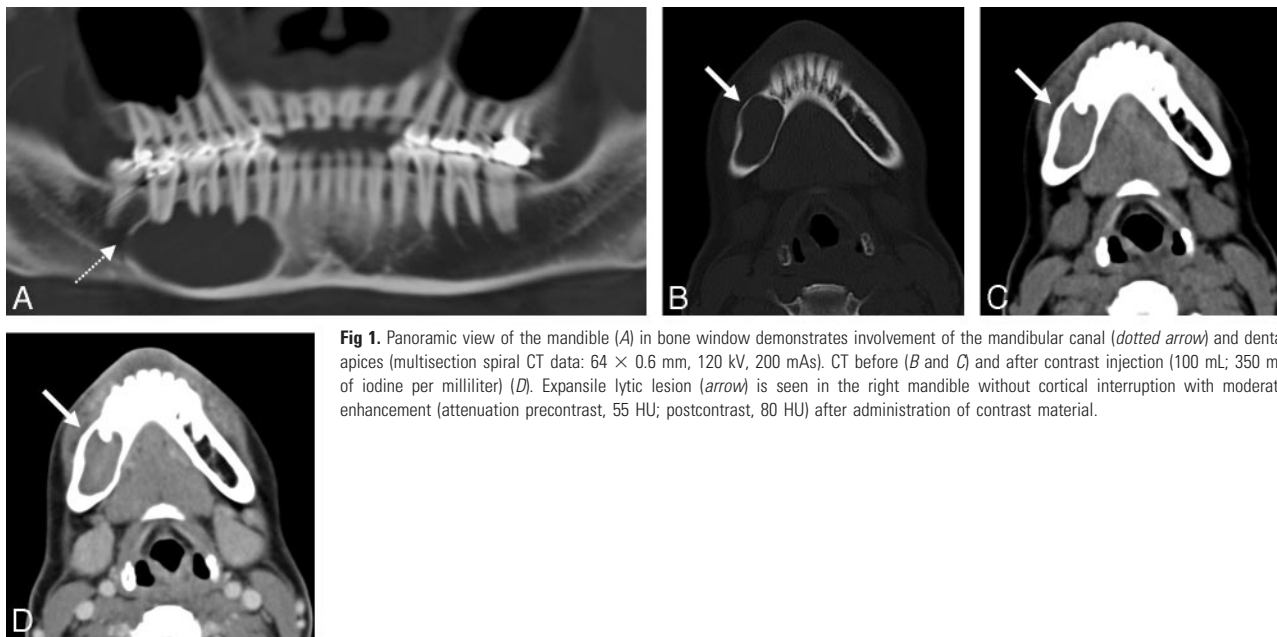 A
B
C
D
Fig 1. Panoramic view of the mandible (A) in bone window demonstrates involvement of the mandibular canal (dotted arrow) and denta
apices (multisection spiral CT data: 64 × 0.6 mm, 120 kV, 200 mAs). CT before (B and C) and after contrast injection (100 mL; 350 m
of iodine per milliliter) (D). Expansile lytic lesion (arrow) is seen in the right mandible without cortical interruption with moderat
enhancement (attenuation precontrast, 55 HU; postcontrast, 80 HU) after administration of contrast material.